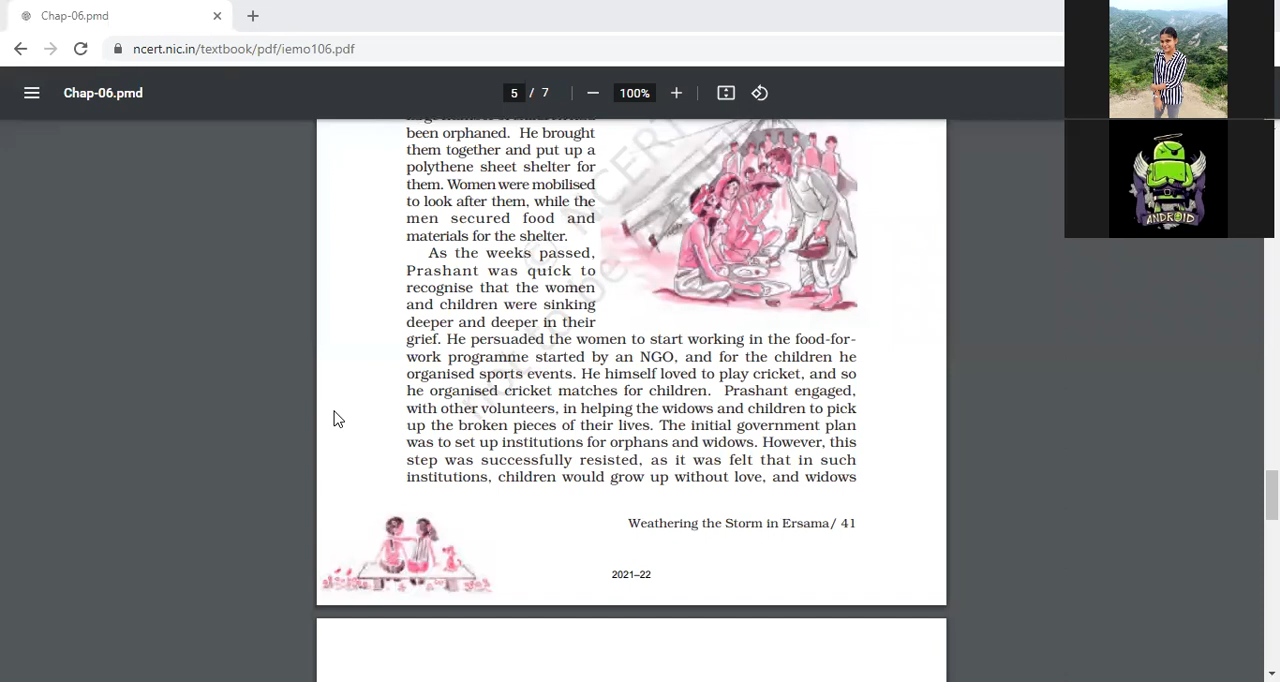 Chap-06.pmd
ncert.nic.in/textbook/pdf/iemo106.pdf
Chap-06.pmd
5 / 7
100%
been orphaned. He brought
them together and put up a
polythene sheet shelter for
them. Women were mobilised
to look after them, while the
men secured food and
materials for the shelter.
As the weeks passed,
Prashant was quick to
recognise that the women
and children were sinking
deeper and deeper in their
grief. He persuaded the women to start working in the food-for-
work programme started by an NGO, and for the children he
organised sports events. He himself loved to play cricket, and so
he organised cricket matches for children. Prashant engaged,
with other volunteers, in helping the widows and children to pick
up the broken pieces of their lives. The initial government plan
was to set up institutions for orphans and widows. However, this
step was successfully resisted, as it was felt that in such
institutions, children would grow up without love, and widows
Weathering the Storm in Ersama/ 41
2021–22
ANDROID